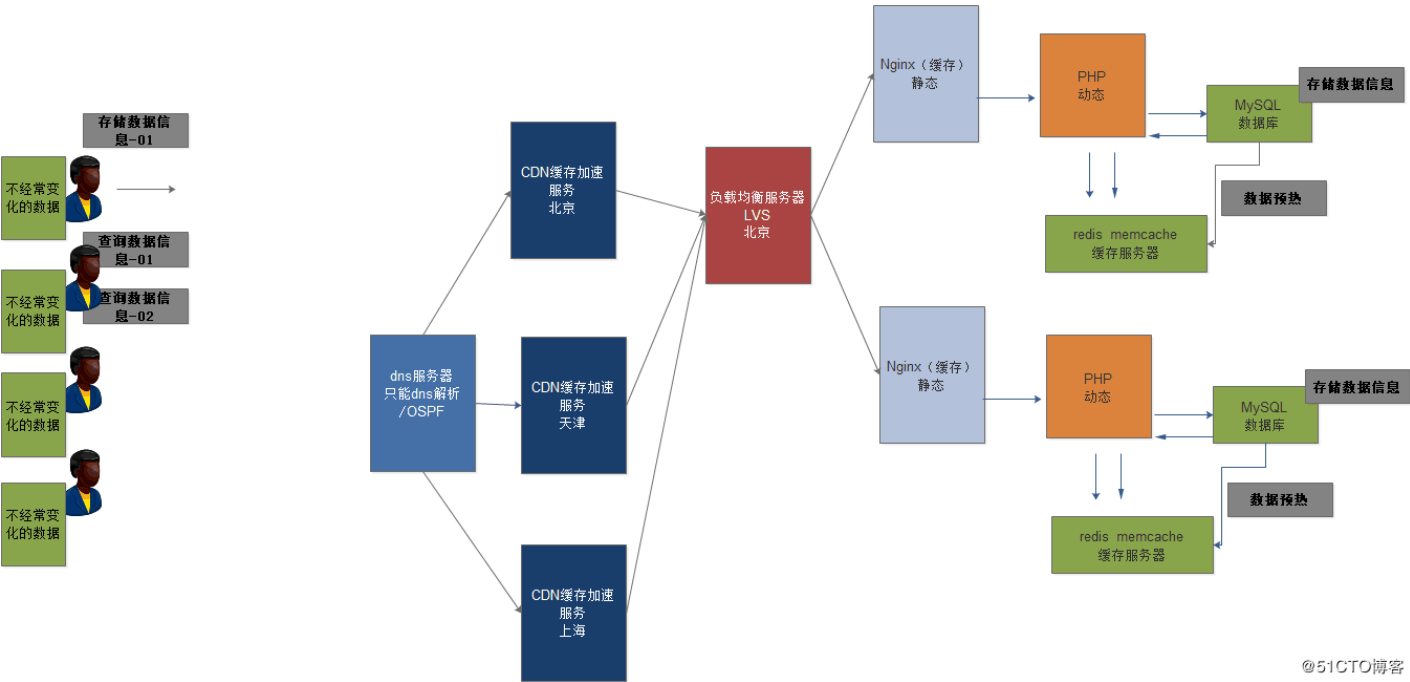 存储数据信
息-01
不经常变
化的数据
查询数据信
息-01
不经常变
化的数据
查询数据信
息-02
不经常变
化的数据
不经常变
化的数据
dns服务器
只能dns解析
/OSPF
CDN缓存加速
服务
北京
CDN缓存加速
服务
天津
CDN缓存加速
服务
上海
负载均衡服务器
LVS
北京
Nginx（缓存）
静态
PHP
动态
MySQL
数据库
存储数据信息
数据预热
redis memcache
缓存服务器
Nginx（缓存）
静态
PHP
动态
MySQL
数据库
存储数据信息
数据预热
redis memcache
缓存服务器
@51CTO博客